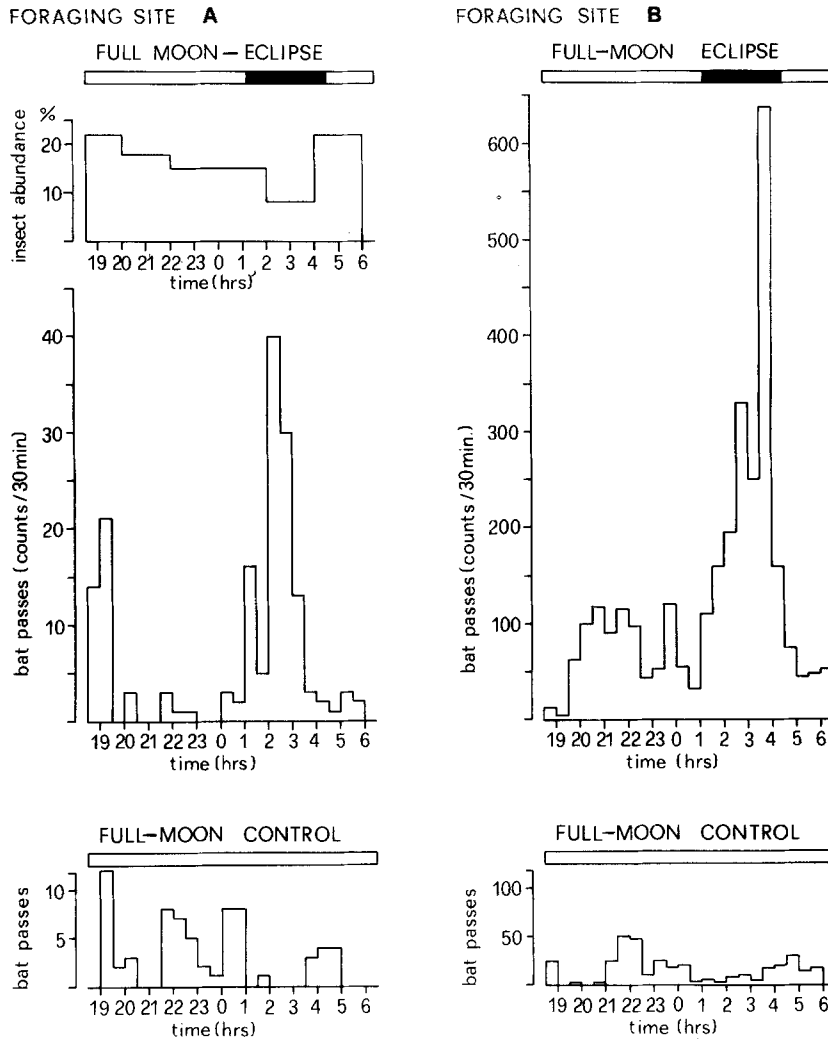 FORAGING SITE A
FULL MOON—ECLIPSE
%
20
10
insect abundance
19 20 21 22 23 0 1 2 3 4 5 6
time(hrs)
40
30
20
10
bat passes (counts/30min)
19 20 21 22 23 0 1 2 3 4 5 6
time(hrs)
FULL-MOON CONTROL
10
5
bat passes
19 20 21 22 23 0 1 2 3 4 5 6
time(hrs)
FORAGING SITE B
FULL-MOON ECLIPSE
600
500
400
300
200
100
bat passes (counts/30min.)
19 20 21 22 23 0 1 2 3 4 5 6
time (hrs)
FULL-MOON CONTROL
100
50
bat passes
19 20 21 22 23 0 1 2 3 4 5 6
time (hrs)